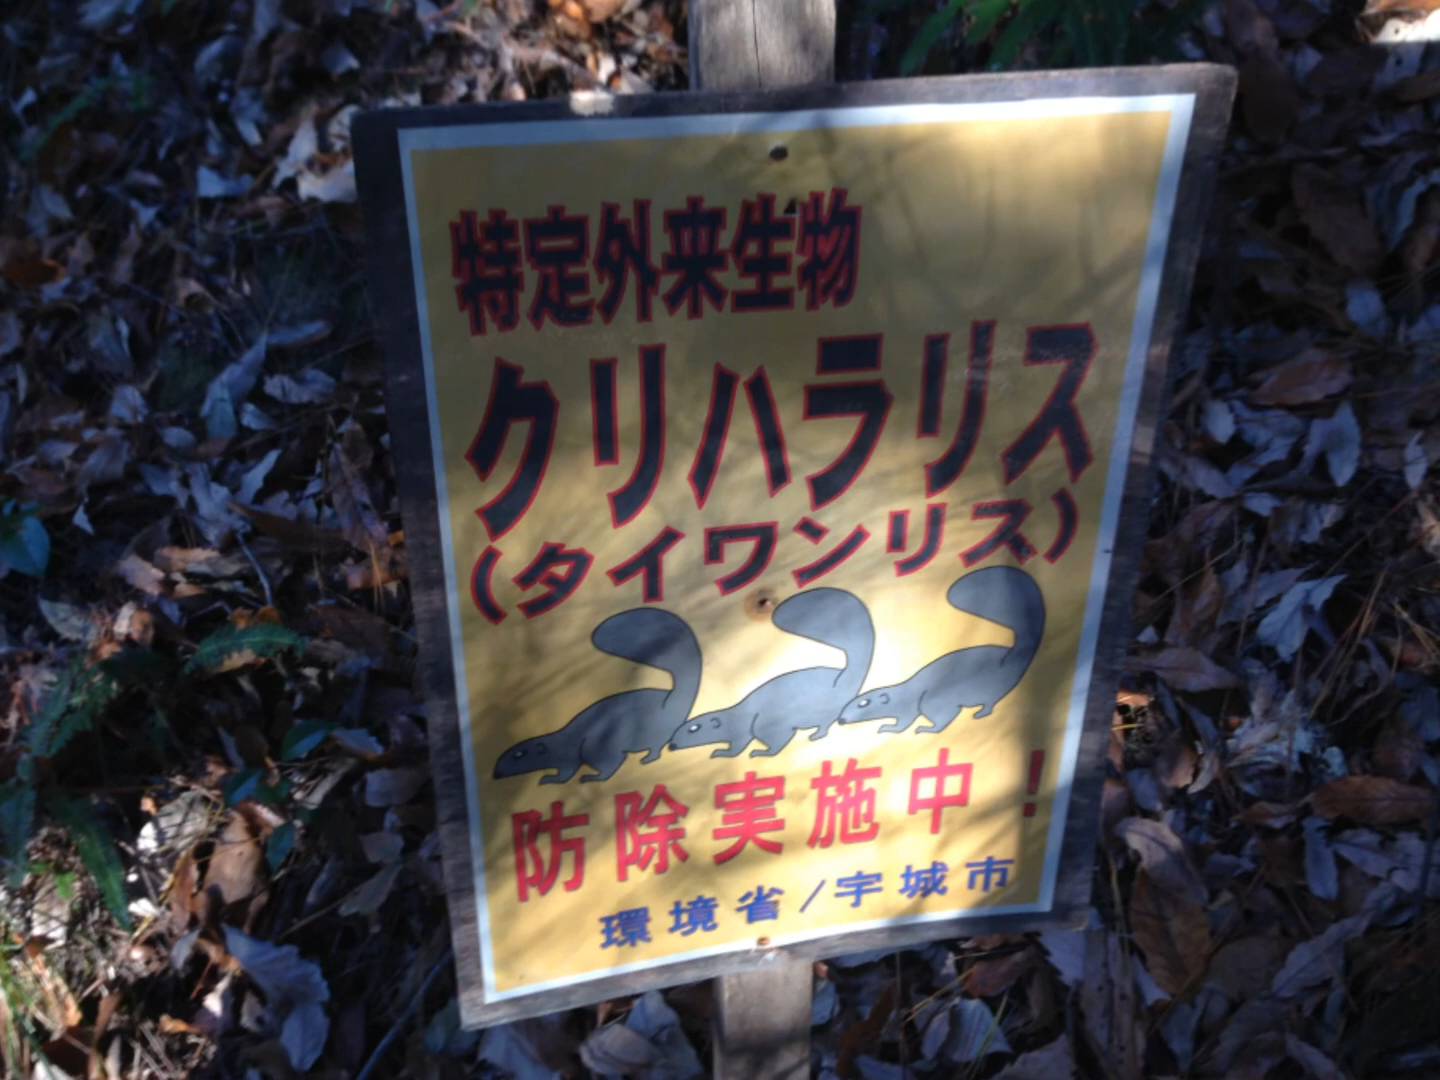 特定外来生物
クリハラリス
(タイワンリス)
防除実施中！
環境省/宇城市